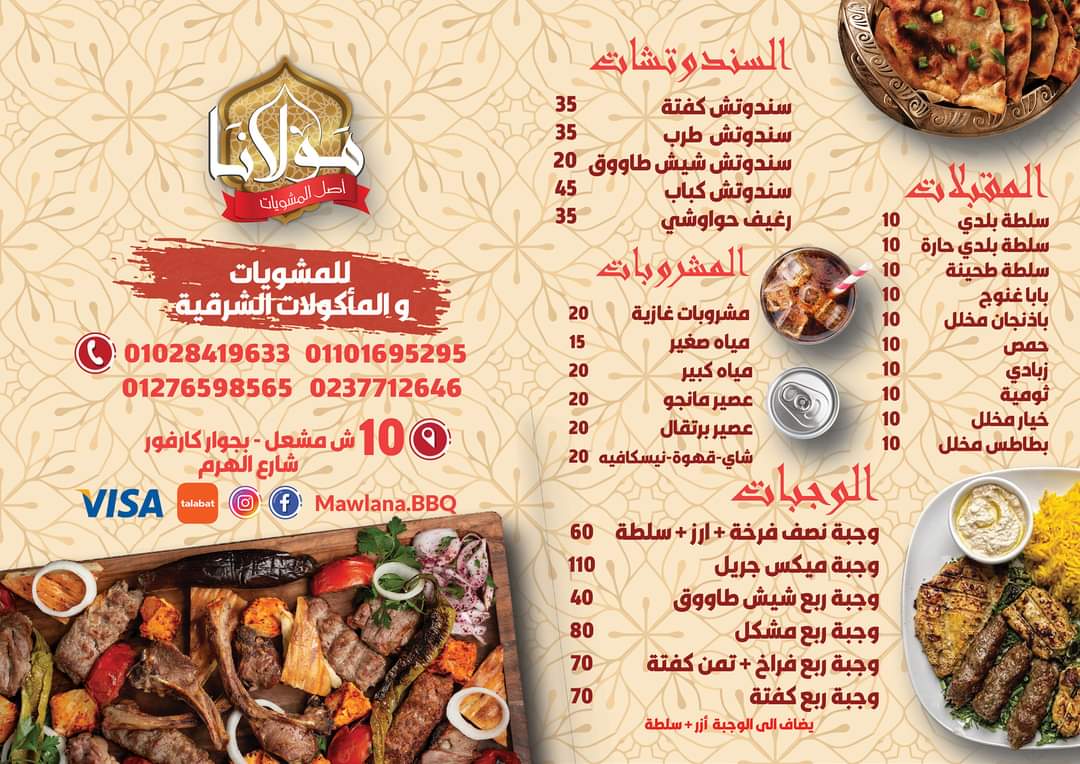 مولانا
أصل المشويات
للمشويات
و المأكولات الشرقية
01028419633 01101695295
01276598565 0237712646
10 ش مشعل - بجوار كارفور
شارع الهرم
VISA talabat Mawlana.BBQ
السندوتشات
سندوتش كفتة 35
سندوتش طرب 35
سندوتش شيش طاووق 20
سندوتش كباب 45
رغيف حواوشي 35
المشروبات
مشروبات غازية 20
مياه صغير 15
مياه كبير 20
عصير مانجو 20
عصير برتقال 20
شاي-قهوة-نيسكافيه 20
المقبلات
سلطة بلدي 10
سلطة بلدي حارة 10
سلطة طحينة 10
بابا غنوج 10
باذنجان مخلل 10
حمص 10
زبادي 10
ثومية 10
خيار مخلل 10
بطاطس مخلل 10
الوجبات
وجبة نصف فرخة + ارز + سلطة 60
وجبة ميكس جريل 110
وجبة ربع شيش طاووق 40
وجبة ربع مشكل 80
وجبة ربع فراخ + تمن كفتة 70
وجبة ربع كفتة 70
يضاف الى الوجبة أرز + سلطة